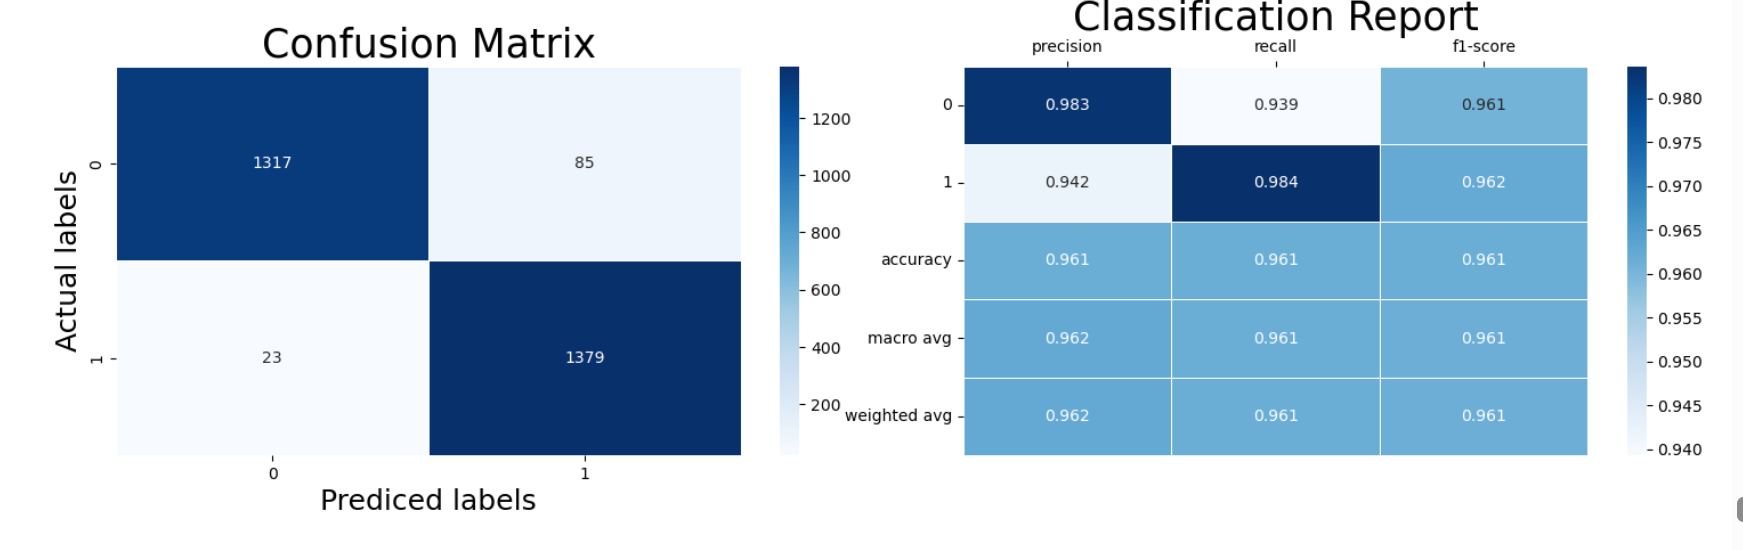 Confusion Matrix
0
1317
85
1
23
1379
0
1
Actual labels
Prediced labels
1200
1000
800
600
400
200
Classification Report
precision recall f1-score
0 0.983 0.939 0.961
1 0.942 0.984 0.962
accuracy 0.961 0.961 0.961
macro avg 0.962 0.961 0.961
weighted avg 0.962 0.961 0.961
0.980
0.975
0.970
0.965
0.960
0.955
0.950
0.945
0.940